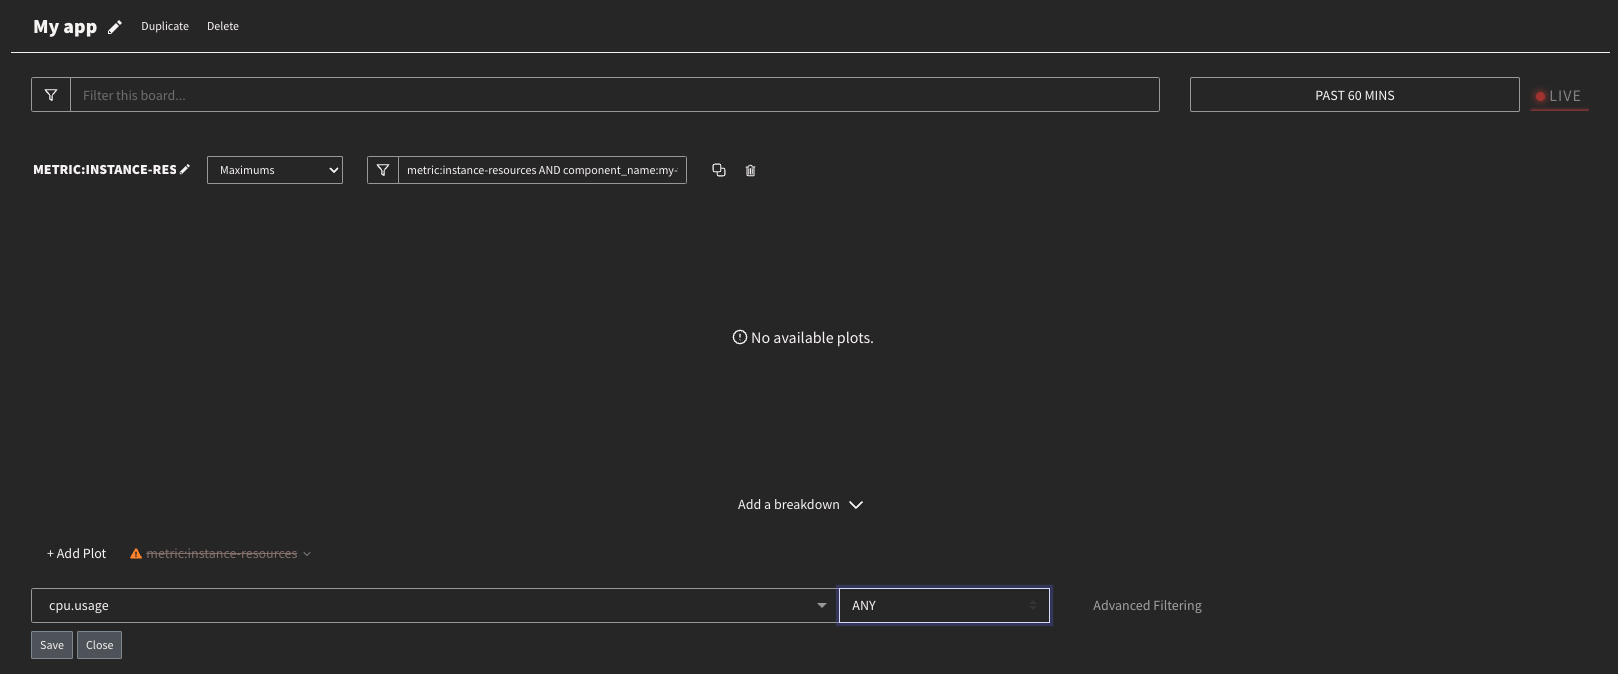 My app Duplicate Delete
Filter this board... PAST 60 MINS LIVE
METRIC:INSTANCE-RES Maximums metric:instance-resources AND component_name:my-
No available plots.
Add a breakdown
+ Add Plot metric:instance-resources
cpu.usage ANY Advanced Filtering
Save Close